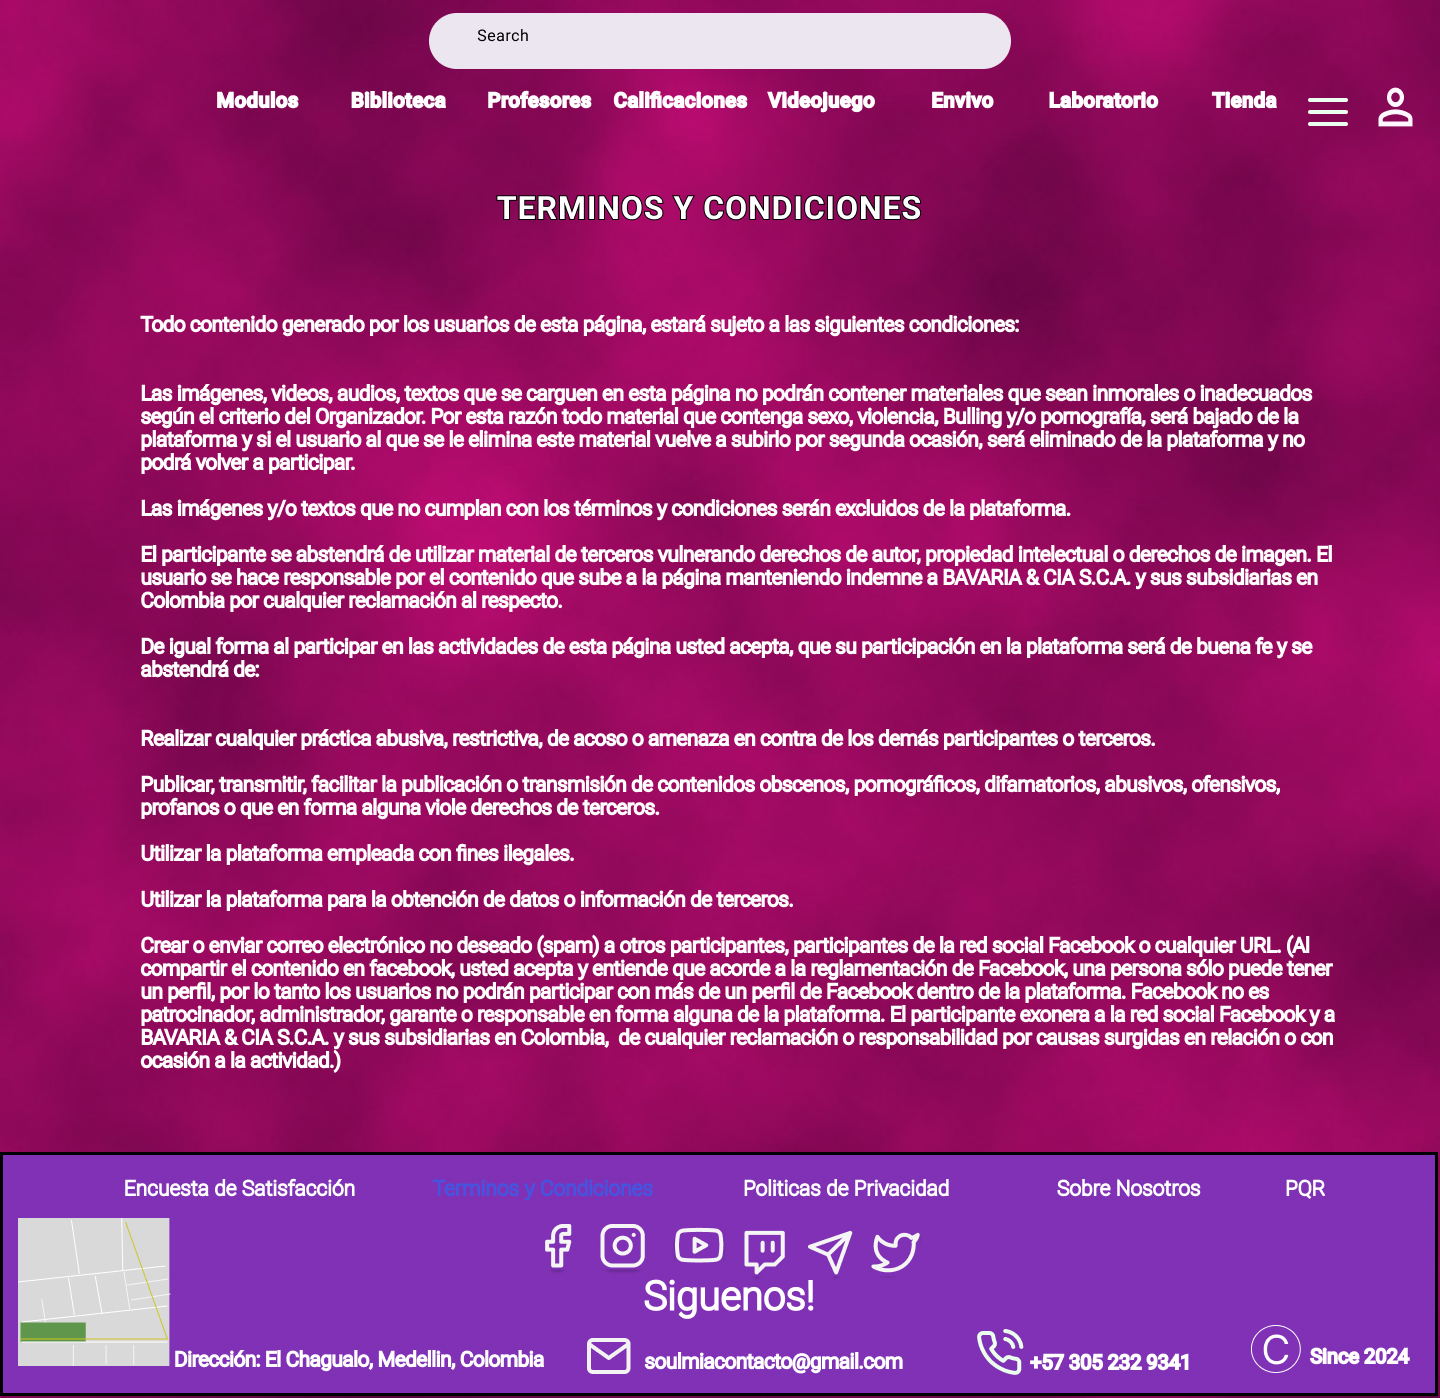 Search
Modulos Biblioteca Profesores Calificaciones Videojuego Envivo Laboratorio Tienda
TERMINOS Y CONDICIONES
Todo contenido generado por los usuarios de esta página, estará sujeto a las siguientes condiciones:
Las imágenes, videos, audios, textos que se carguen en esta página no podrán contener materiales que sean inmorales o inadecuados
según el criterio del Organizador. Por esta razón todo material que contenga sexo, violencia, Bulling y/o pornografía, será bajado de la
plataforma y si el usuario al que se le elimina este material vuelve a subirlo por segunda ocasión, será eliminado de la plataforma y no
podrá volver a participar.
Las imágenes y/o textos que no cumplan con los términos y condiciones serán excluidos de la plataforma.
El participante se abstendrá de utilizar material de terceros vulnerando derechos de autor, propiedad intelectual o derechos de imagen. El
usuario se hace responsable por el contenido que sube a la página manteniendo indemne a BAVARIA & CIA S.C.A. y sus subsidiarias en
Colombia por cualquier reclamación al respecto.
De igual forma al participar en las actividades de esta página usted acepta, que su participación en la plataforma será de buena fe y se
abstendrá de:
Realizar cualquier práctica abusiva, restrictiva, de acoso o amenaza en contra de los demás participantes o terceros.
Publicar, transmitir, facilitar la publicación o transmisión de contenidos obscenos, pornográficos, difamatorios, abusivos, ofensivos,
profanos o que en forma alguna viole derechos de terceros.
Utilizar la plataforma empleada con fines ilegales.
Utilizar la plataforma para la obtención de datos o información de terceros.
Crear o enviar correo electrónico no deseado (spam) a otros participantes, participantes de la red social Facebook o cualquier URL. (Al
compartir el contenido en facebook, usted acepta y entiende que acorde a la reglamentación de Facebook, una persona sólo puede tener
un perfil, por lo tanto los usuarios no podrán participar con más de un perfil de Facebook dentro de la plataforma. Facebook no es
patrocinador, administrador, garante o responsable en forma alguna de la plataforma. El participante exonera a la red social Facebook y a
BAVARIA & CIA S.C.A. y sus subsidiarias en Colombia, de cualquier reclamación o responsabilidad por causas surgidas en relación o con
ocasión a la actividad.)
Encuesta de Satisfacción Terminos y Condiciones Politicas de Privacidad Sobre Nosotros PQR
Siguenos!
Dirección: El Chagualo, Medellin, Colombia soulmiacontacto@gmail.com +57 305 232 9341 C Since 2024